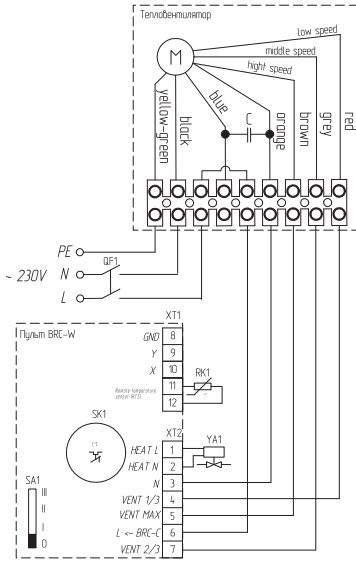 Тепловентилятор
low speed
middle speed
hight speed
M
yellow-green
black
blue
C
orange
brown
grey
red
PE
QF1
~ 230V
N
L
Пульт BRC-W
XT1
GND 8
Y 9
X 10
Remote temperature
sensor WT11
11
12
RK1
t°
SK1
t°C
XT2
HEAT L 1
YA1
HEAT N 2
N 3
VENT 1/3 4
VENT MAX 5
L <- BRC-C 6
VENT 2/3 7
SA1
III
II
I
0